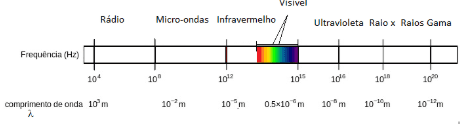 Visível
Rádio Micro-ondas Infravermelho Ultravioleta Raio x Raios Gama
Frequência (Hz)
10⁴ 10⁸ 10¹² 10¹⁵ 10¹⁶ 10¹⁸ 10²⁰
comprimento de onda 10³ m 10⁻² m 10⁻⁵ m 0.5×10⁻⁶ m 10⁻⁸ m 10⁻¹⁰ m 10⁻¹² m
λ